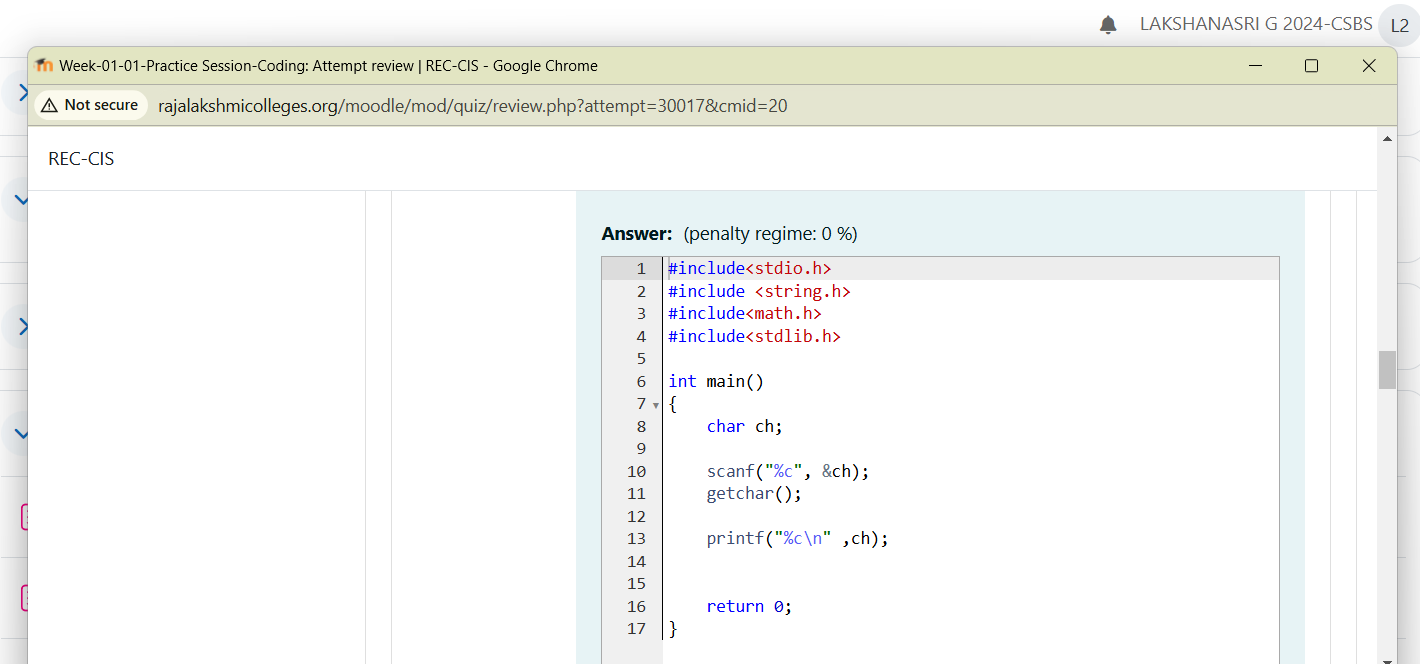 LAKSHANASRI G 2024-CSBS L2
Week-01-01-Practice Session-Coding: Attempt review | REC-CIS - Google Chrome
Not secure rajalakshmicolleges.org/moodle/mod/quiz/review.php?attempt=30017&cmid=20
REC-CIS
Answer: (penalty regime: 0 %)
1 #include<stdio.h>
2 #include <string.h>
3 #include<math.h>
4 #include<stdlib.h>
5
6 int main()
7 {
8     char ch;
9
10     scanf("%c", &ch);
11     getchar();
12
13     printf("%c\n" ,ch);
14
15
16     return 0;
17 }